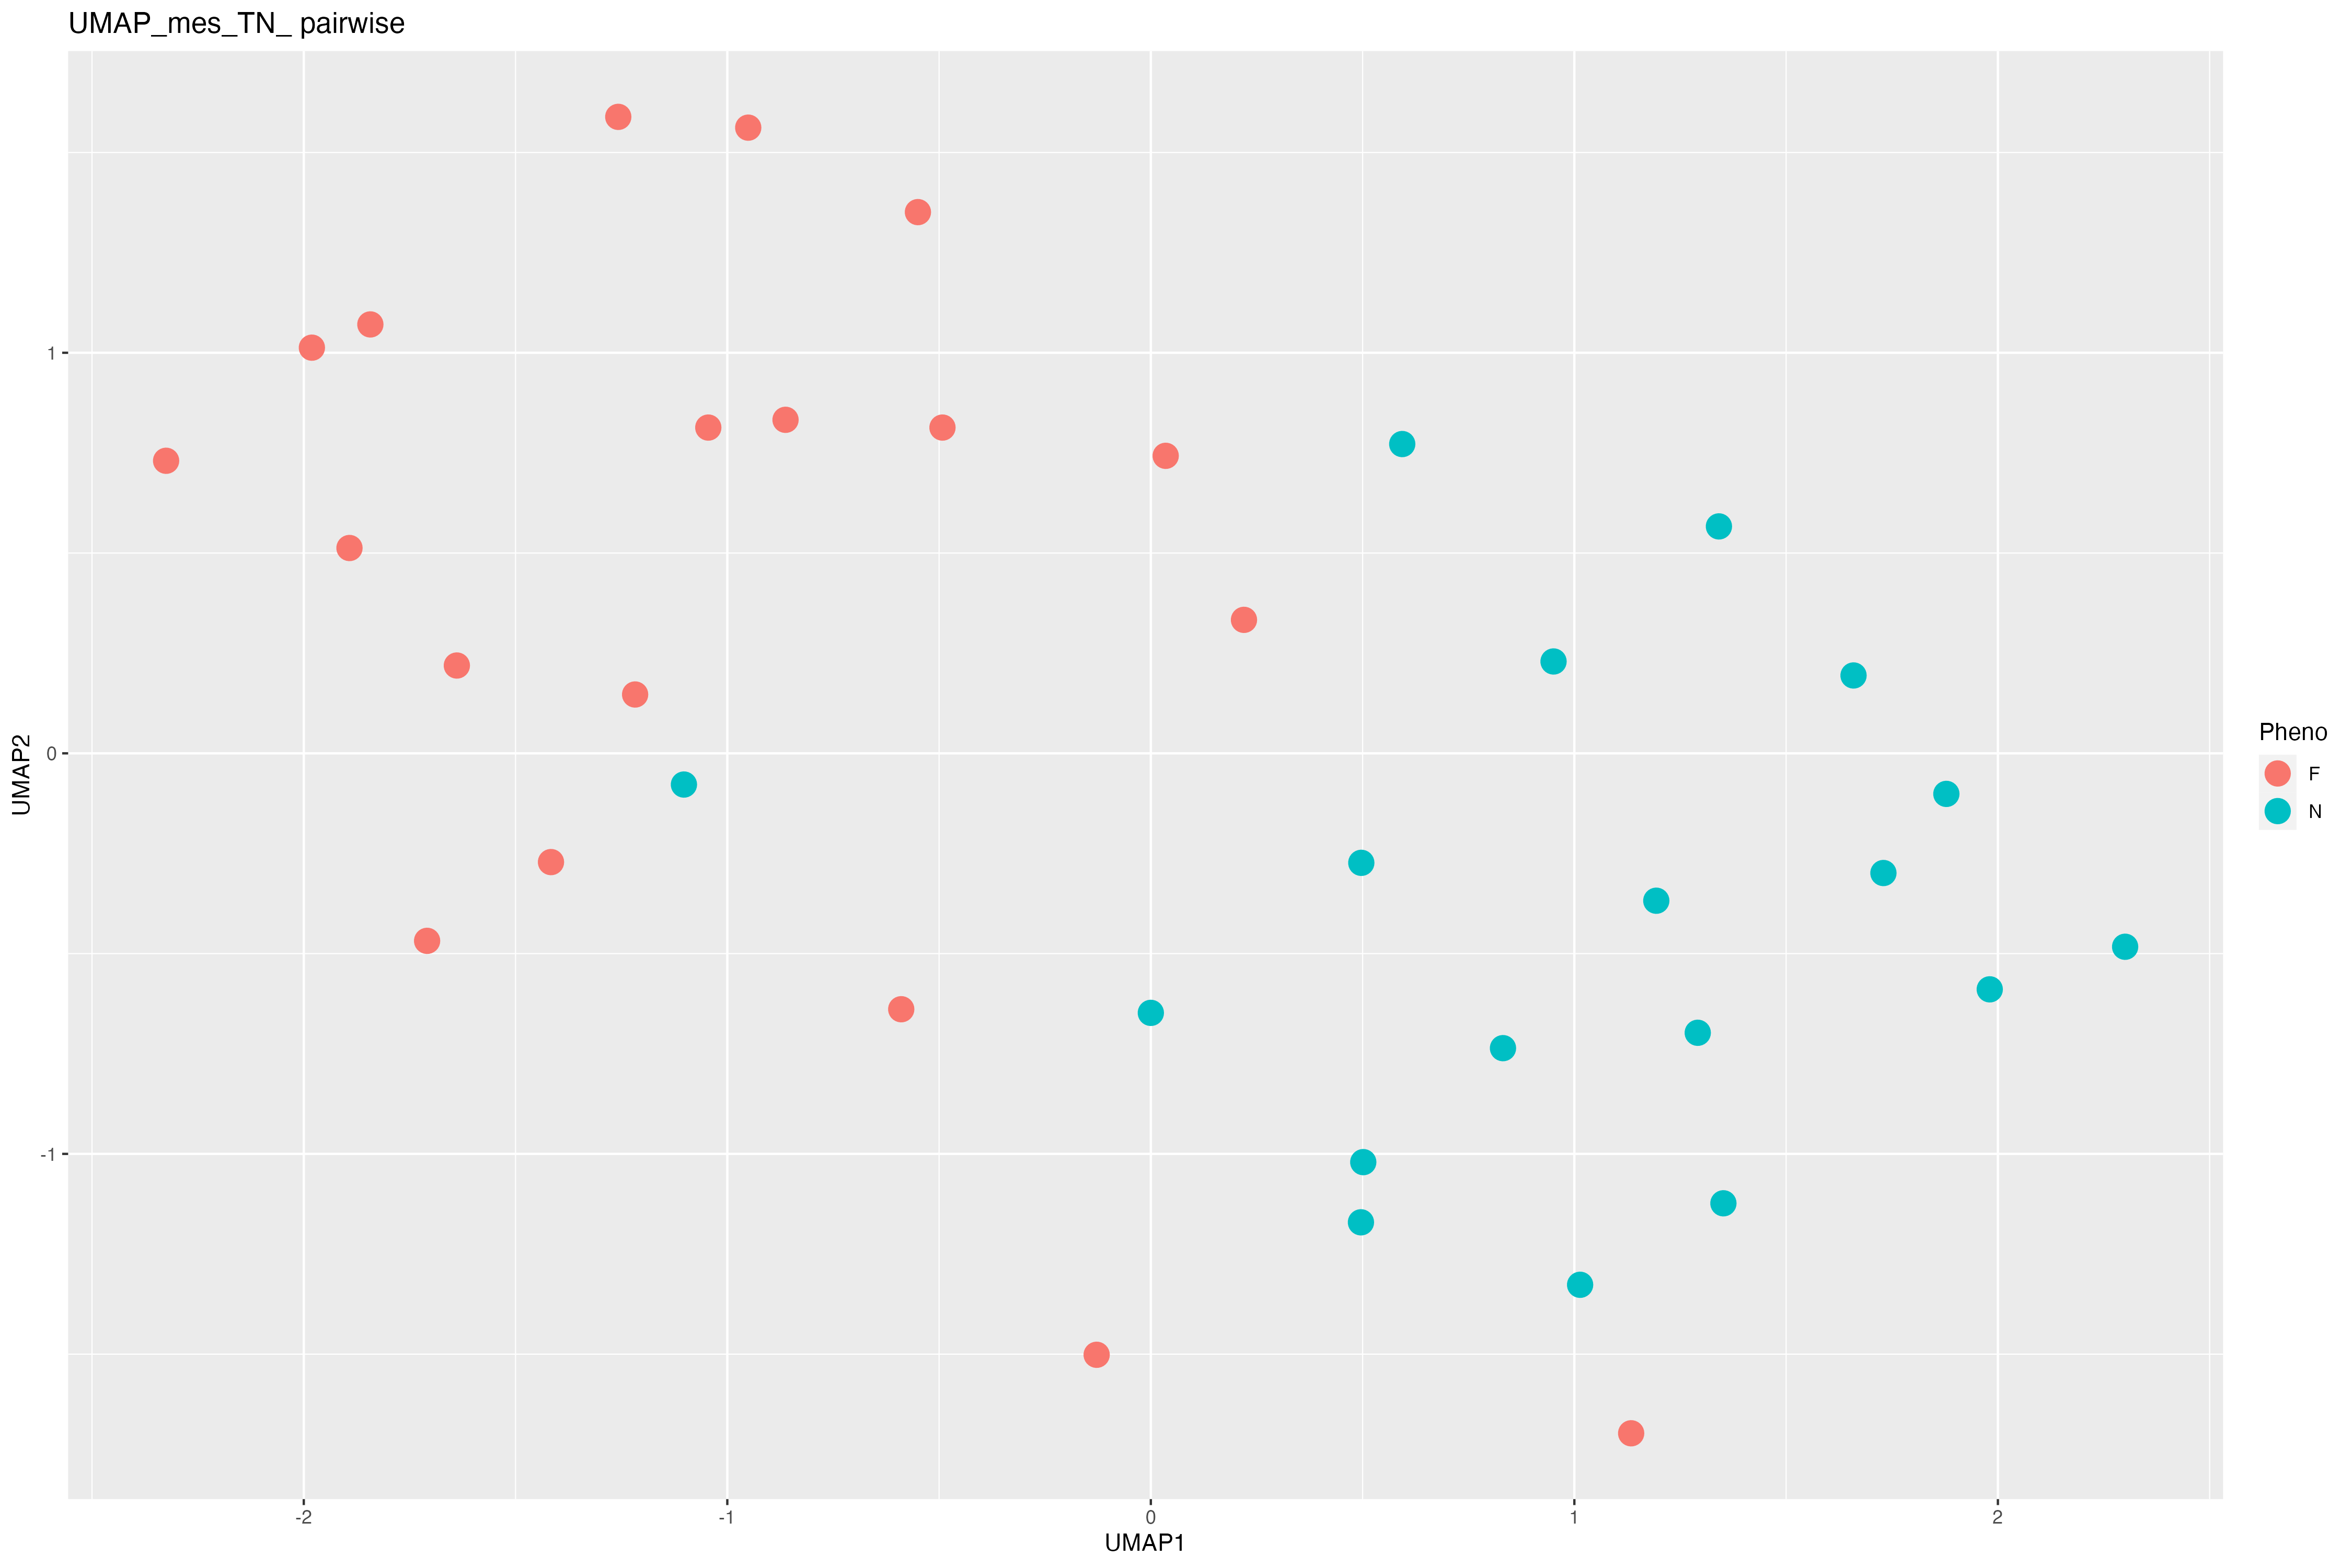 UMAP_mes_TN_ pairwise
1
0
-1
UMAP2
-2
-1
0
1
2
UMAP1
Pheno
F
N